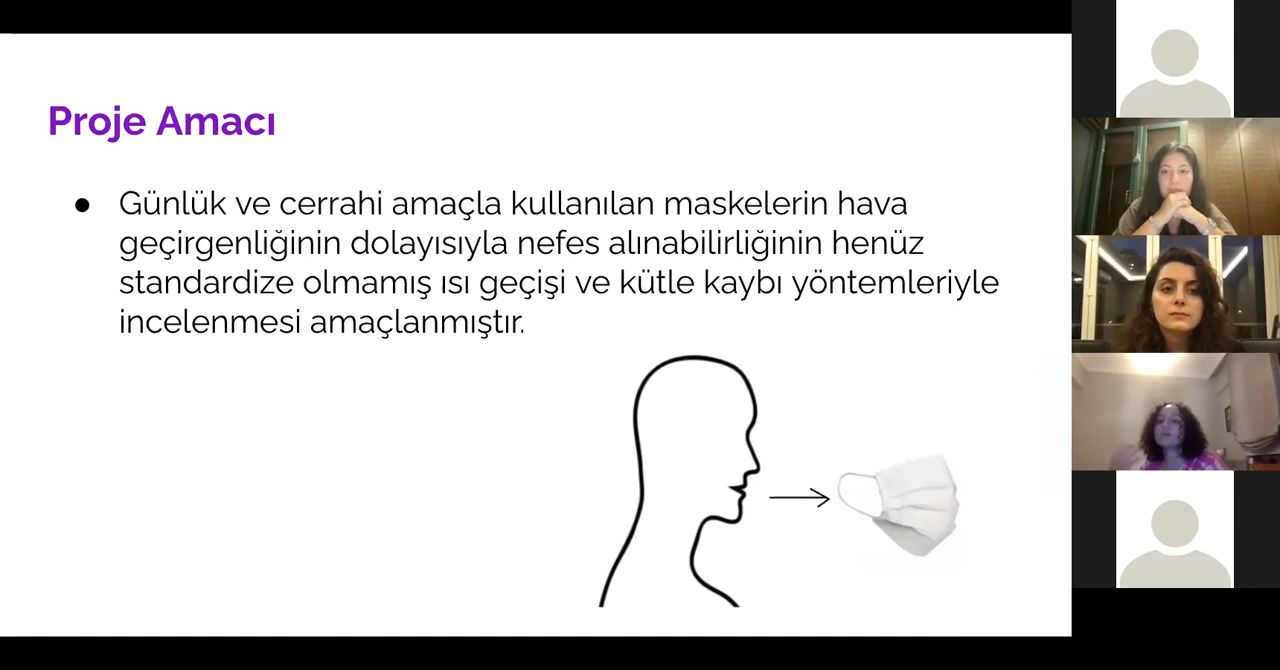 Proje Amacı
● Günlük ve cerrahi amaçla kullanılan maskelerin hava
geçirgenliğinin dolayısıyla nefes alınabilirliğinin henüz
standardize olmamış ısı geçişi ve kütle kaybı yöntemleriyle
incelenmesi amaçlanmıştır.